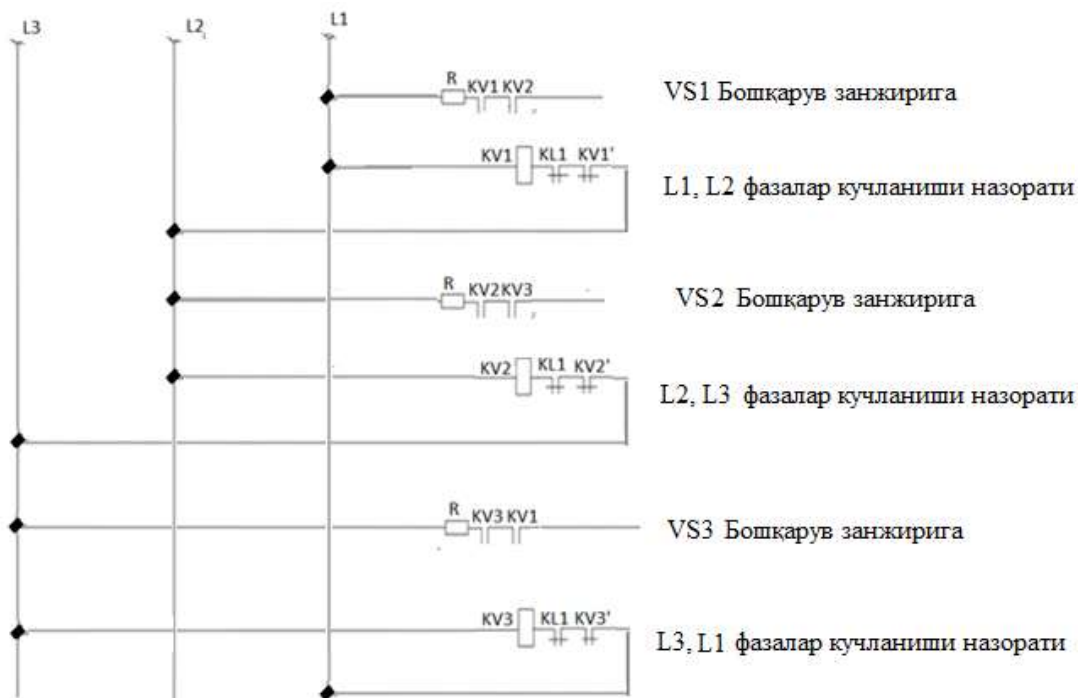 L3 L2 L1
R KV1 KV2 VS1 Бошқарув занжирига
KV1 KL1 KV1' L1, L2 фазалар кучланиши назорати
R KV2 KV3 VS2 Бошқарув занжирига
KV2 KL1 KV2' L2, L3 фазалар кучланиши назорати
R KV3 KV1 VS3 Бошқарув занжирига
KV3 KL1 KV3' L3, L1 фазалар кучланиши назорати